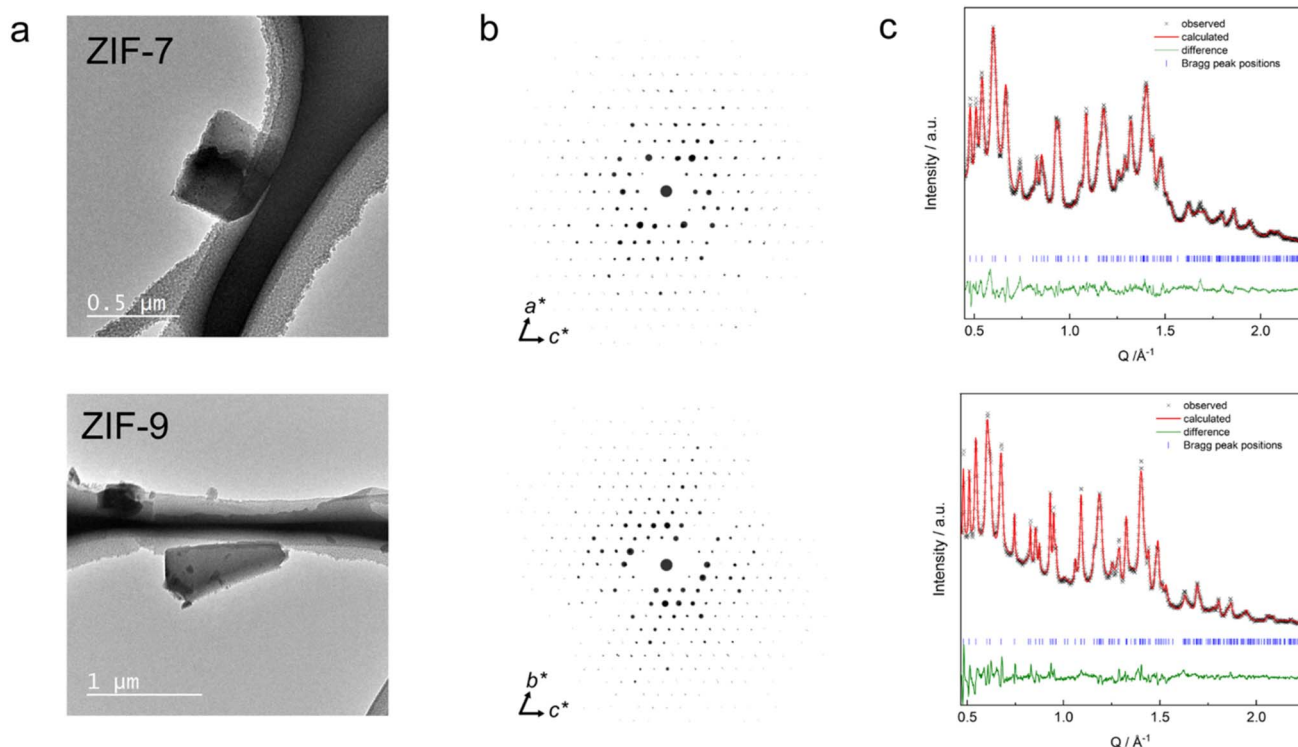 a
ZIF-7
0.5 µm
b
a*
c*
c
observed
calculated
difference
Bragg peak positions
Intensity / a.u.
0.5 1.0 1.5 2.0
Q /Å⁻¹
ZIF-9
1 µm
b*
c*
observed
calculated
difference
Bragg peak positions
Intensity / a.u.
0.5 1.0 1.5 2.0
Q /Å⁻¹